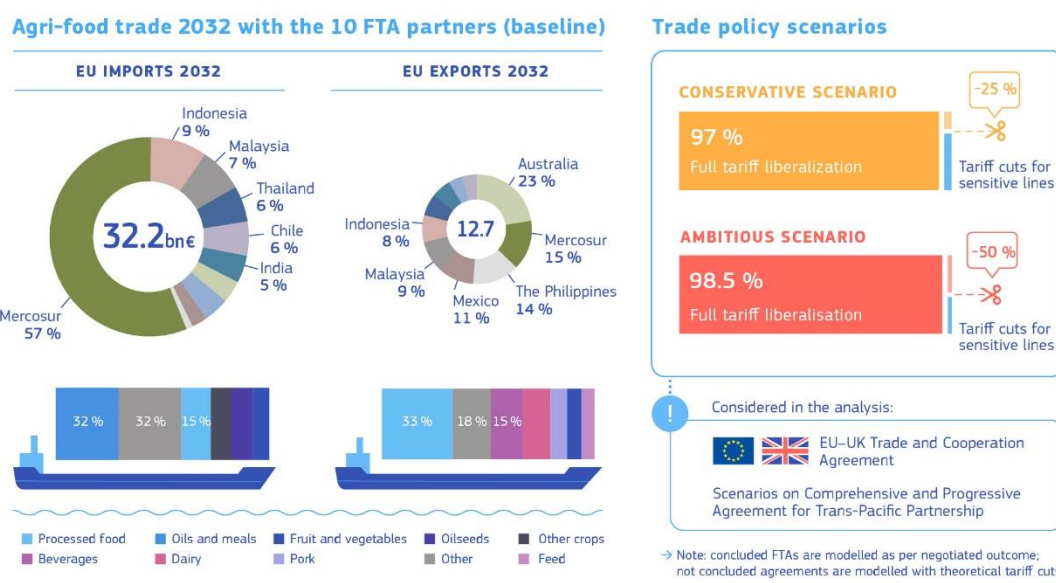 Agri-food trade 2032 with the 10 FTA partners (baseline)
EU IMPORTS 2032
Indonesia
9 %
Malaysia
7 %
Thailand
6 %
Chile
6 %
India
5 %
Mercosur
57 %
32.2bn€
EU EXPORTS 2032
Australia
23 %
Mercosur
15 %
The Philippines
14 %
Mexico
11 %
Malaysia
9 %
Indonesia
8 %
12.7
32 %
32 %
15 %
33 %
18 %
15 %
Processed food
Oils and meals
Fruit and vegetables
Oilseeds
Other crops
Beverages
Dairy
Pork
Other
Feed
Trade policy scenarios
CONSERVATIVE SCENARIO
-25 %
97 %
Full tariff liberalization
Tariff cuts for
sensitive lines
AMBITIOUS SCENARIO
-50 %
98.5 %
Full tariff liberalisation
Tariff cuts for
sensitive lines
!
Considered in the analysis:
EU–UK Trade and Cooperation
Agreement
Scenarios on Comprehensive and Progressive
Agreement for Trans-Pacific Partnership
→ Note: concluded FTAs are modelled as per negotiated outcome;
not concluded agreements are modelled with theoretical tariff cut